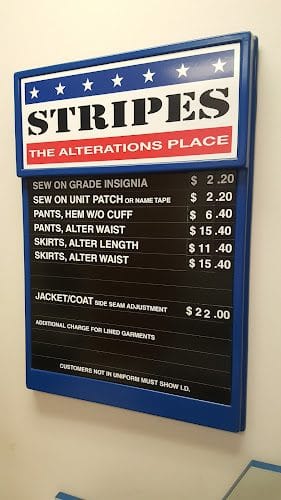 STRIPES
THE ALTERATIONS PLACE
SEW ON GRADE INSIGNIA $ 2.20
SEW ON UNIT PATCH OR NAME TAPE $ 2.20
PANTS, HEM W/O CUFF $ 6.40
PANTS, ALTER WAIST $15.40
SKIRTS, ALTER LENGTH $11.40
SKIRTS, ALTER WAIST $15.40
JACKET/COAT SIDE SEAM ADJUSTMENT $22.00
ADDITIONAL CHARGE FOR LINED GARMENTS
CUSTOMERS NOT IN UNIFORM MUST SHOW I.D.